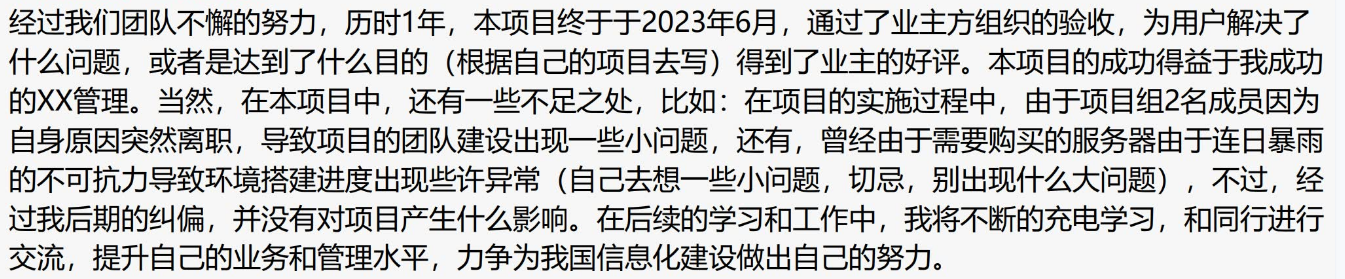 经过我们团队不懈的努力，历时1年，本项目终于于2023年6月，通过了业主方组织的验收，为用户解决了
什么问题，或者是达到了什么目的（根据自己的项目去写）得到了业主的好评。本项目的成功得益于我成功
的XX管理。当然，在本项目中，还有一些不足之处，比如：在项目的实施过程中，由于项目组2名成员因为
自身原因突然离职，导致项目的团队建设出现一些小问题，还有，曾经由于需要购买的服务器由于连日暴雨
的不可抗力导致环境搭建进度出现些许异常（自己去想一些小问题，切忌，别出现什么大问题），不过，经
过我后期的纠偏，并没有对项目产生什么影响。在后续的学习和工作中，我将不断的充电学习，和同行进行
交流，提升自己的业务和管理水平，力争为我国信息化建设做出自己的努力。